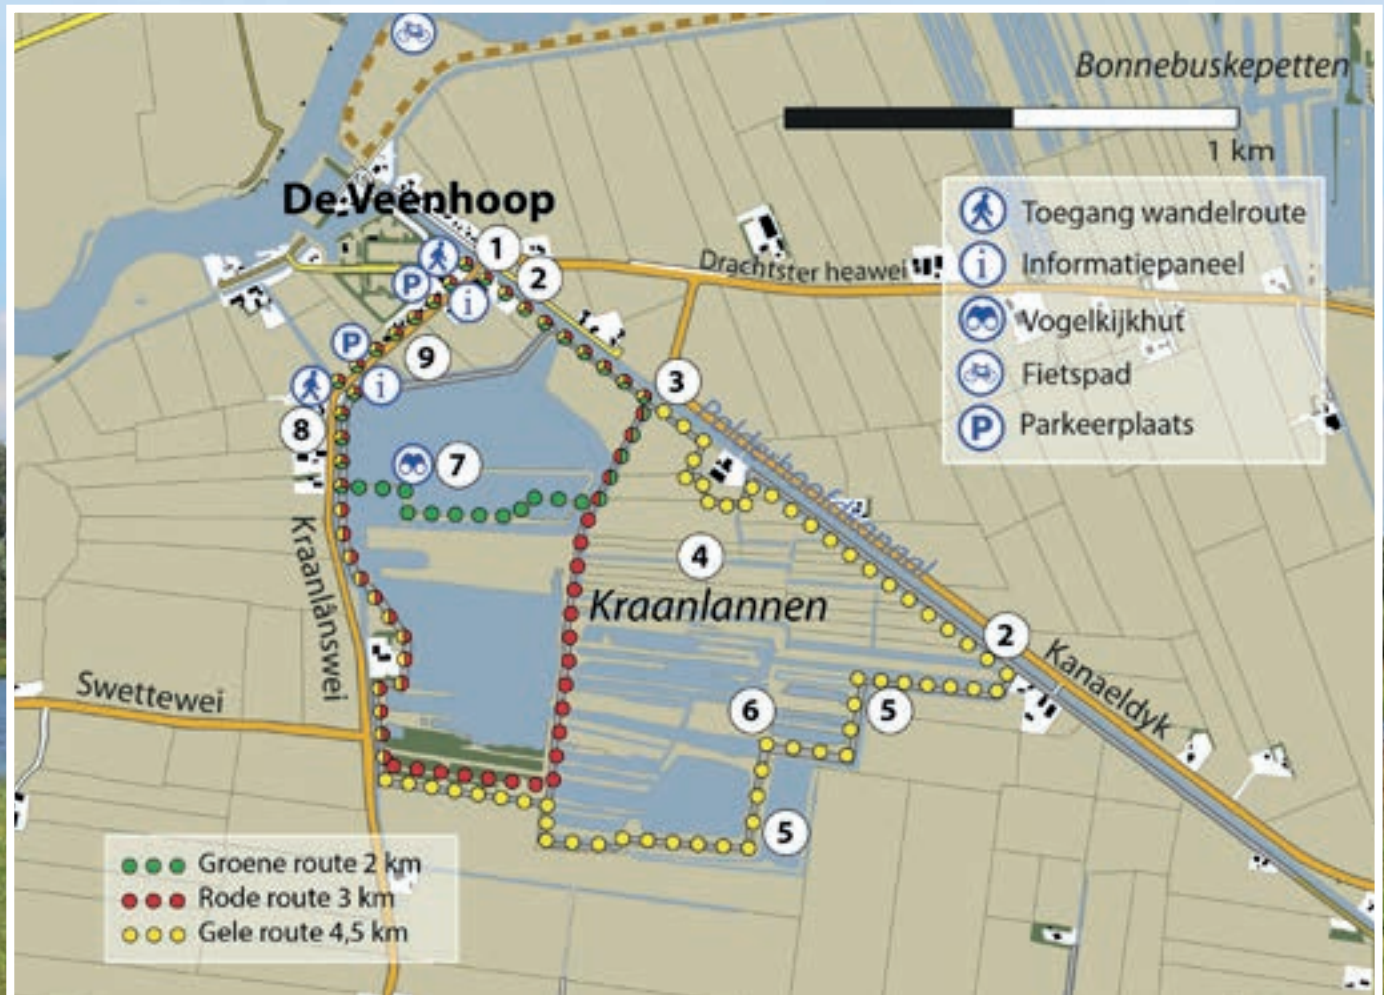 Bonnebuskepetten
1 km
De Veenhoop
Toegang wandelroute
Informatiepaneel
Vogelkijkhut
Fietspad
Parkeerplaats
Drachtster heawei
1
2
P
i
P
9
i
3
8
7
Polderhoofdkanaal
Kraanlânswei
4
Kraanlannen
2
Kanaeldyk
Swettewei
6
5
5
Groene route 2 km
Rode route 3 km
Gele route 4,5 km
i
P